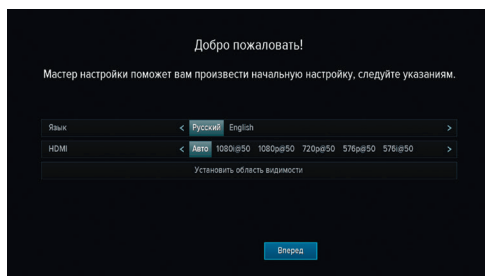 Добро пожаловать!
Мастер настройки поможет вам произвести начальную настройку, следуйте указаниям.
Язык < Русский English >
HDMI < Авто 1080i@50 1080p@50 720p@50 576p@50 576i@50 >
Установить область видимости
Вперед